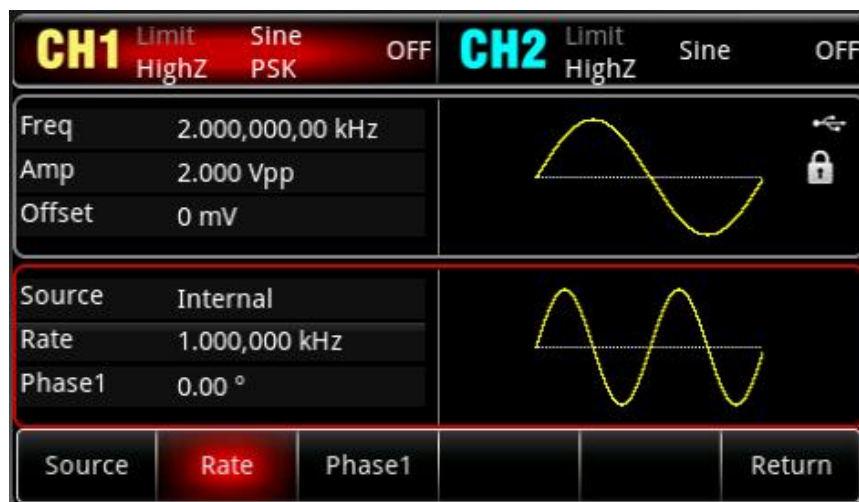 CH1 Limit Sine OFF CH2 Limit Sine OFF
HighZ PSK HighZ
Freq 2.000,000,00 kHz
Amp 2.000 Vpp
Offset 0 mV
Source Internal
Rate 1.000,000 kHz
Phase1 0.00 °
Source Rate Phase1 Return